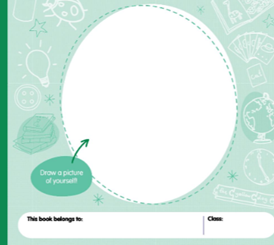 Draw a picture
of yourself!
This book belongs to: Class: